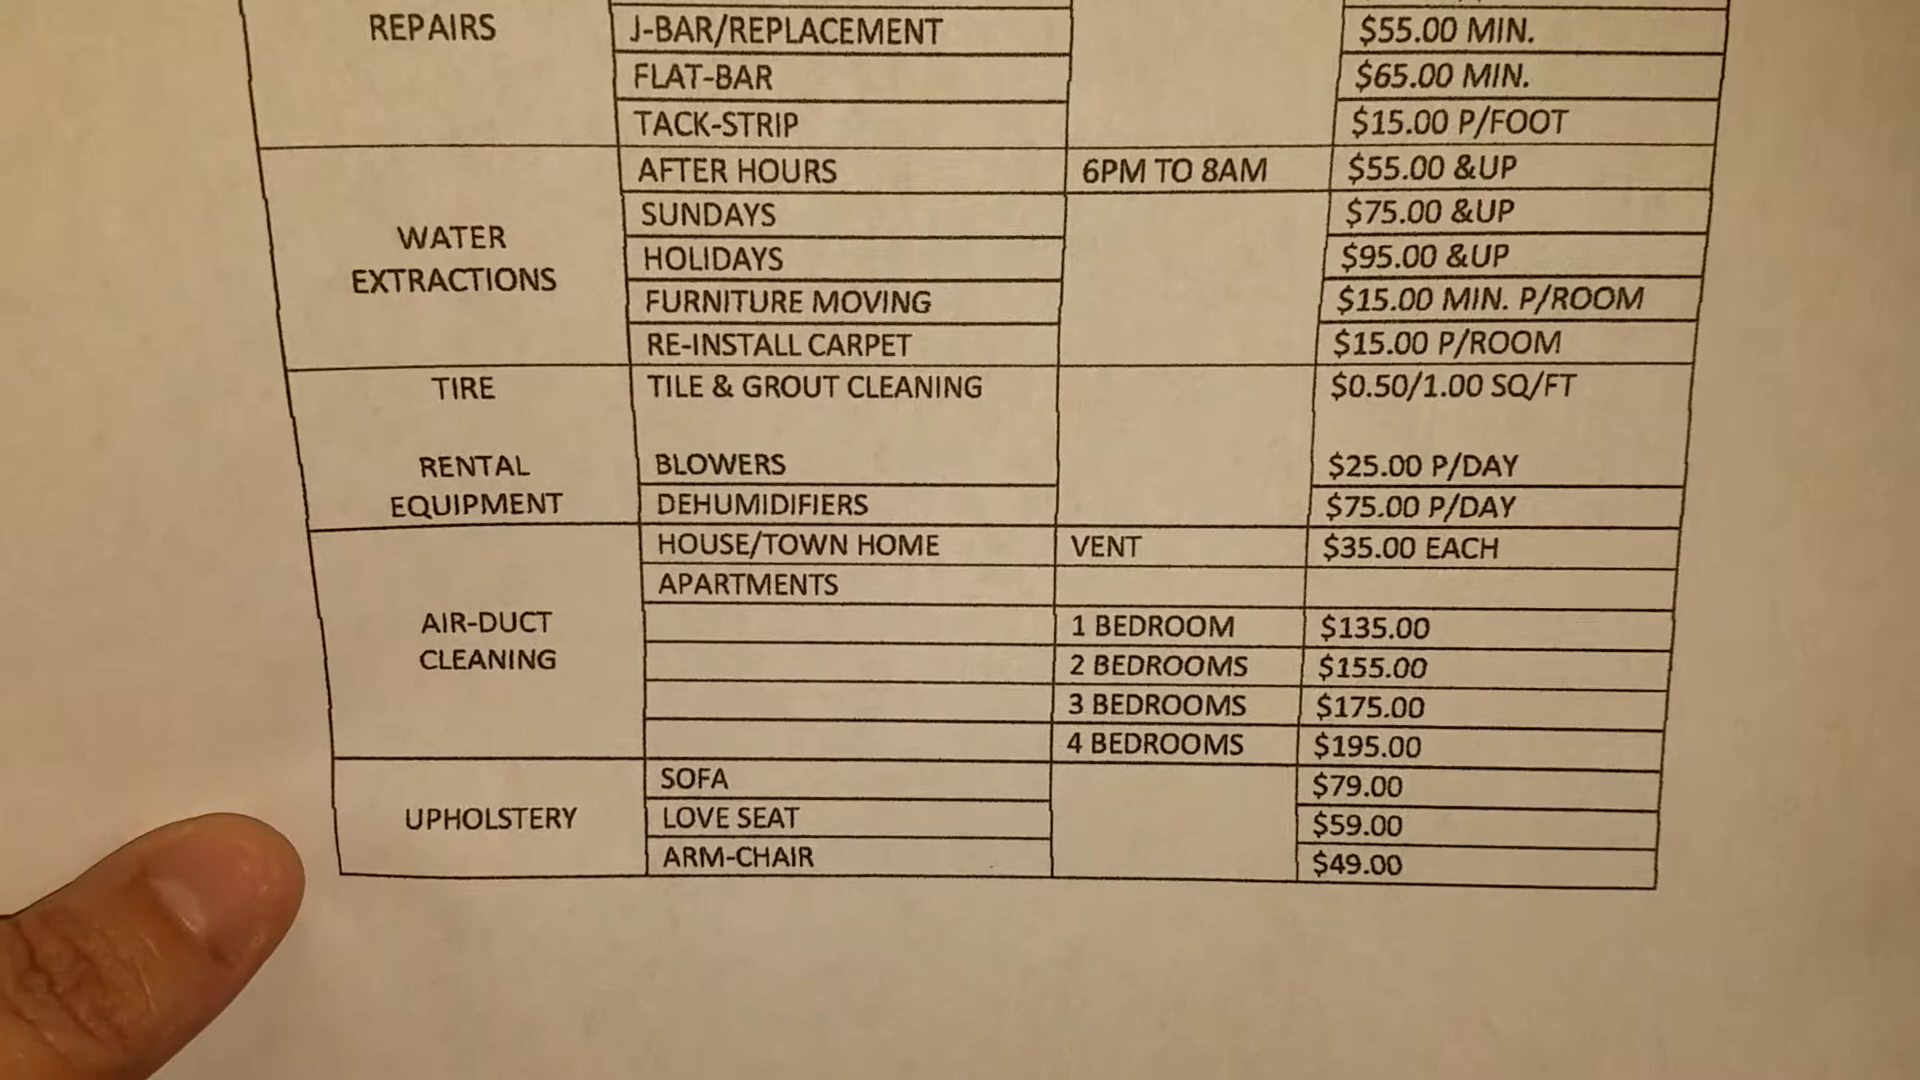 REPAIRS
J-BAR/REPLACEMENT $55.00 MIN.
FLAT-BAR $65.00 MIN.
TACK-STRIP $15.00 P/FOOT
WATER EXTRACTIONS
AFTER HOURS 6PM TO 8AM $55.00 &UP
SUNDAYS $75.00 &UP
HOLIDAYS $95.00 &UP
FURNITURE MOVING $15.00 MIN. P/ROOM
RE-INSTALL CARPET $15.00 P/ROOM
TIRE TILE & GROUT CLEANING $0.50/1.00 SQ/FT
RENTAL EQUIPMENT
BLOWERS $25.00 P/DAY
DEHUMIDIFIERS $75.00 P/DAY
AIR-DUCT CLEANING
HOUSE/TOWN HOME VENT $35.00 EACH
APARTMENTS
1 BEDROOM $135.00
2 BEDROOMS $155.00
3 BEDROOMS $175.00
4 BEDROOMS $195.00
UPHOLSTERY
SOFA $79.00
LOVE SEAT $59.00
ARM-CHAIR $49.00